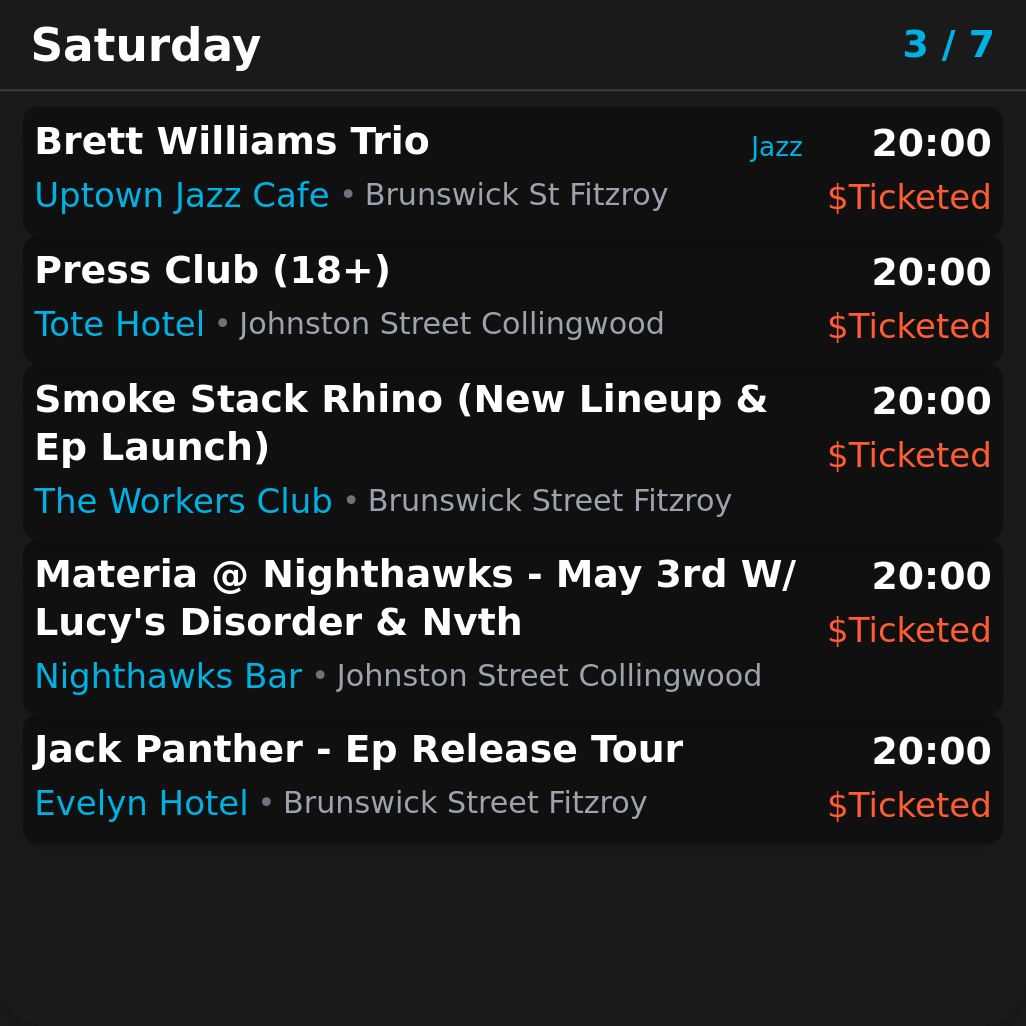 Saturday 3 / 7
Brett Williams Trio Jazz 20:00
Uptown Jazz Cafe • Brunswick St Fitzroy $Ticketed
Press Club (18+) 20:00
Tote Hotel • Johnston Street Collingwood $Ticketed
Smoke Stack Rhino (New Lineup & 20:00
Ep Launch) $Ticketed
The Workers Club • Brunswick Street Fitzroy
Materia @ Nighthawks - May 3rd W/ 20:00
Lucy's Disorder & Nvth $Ticketed
Nighthawks Bar • Johnston Street Collingwood
Jack Panther - Ep Release Tour 20:00
Evelyn Hotel • Brunswick Street Fitzroy $Ticketed